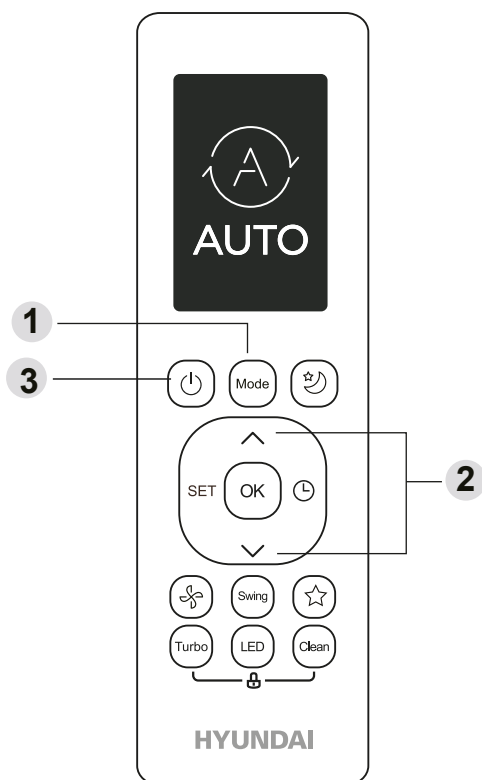 AUTO
1
3
Mode
2
SET OK
Swing
Turbo LED Clean
HYUNDAI